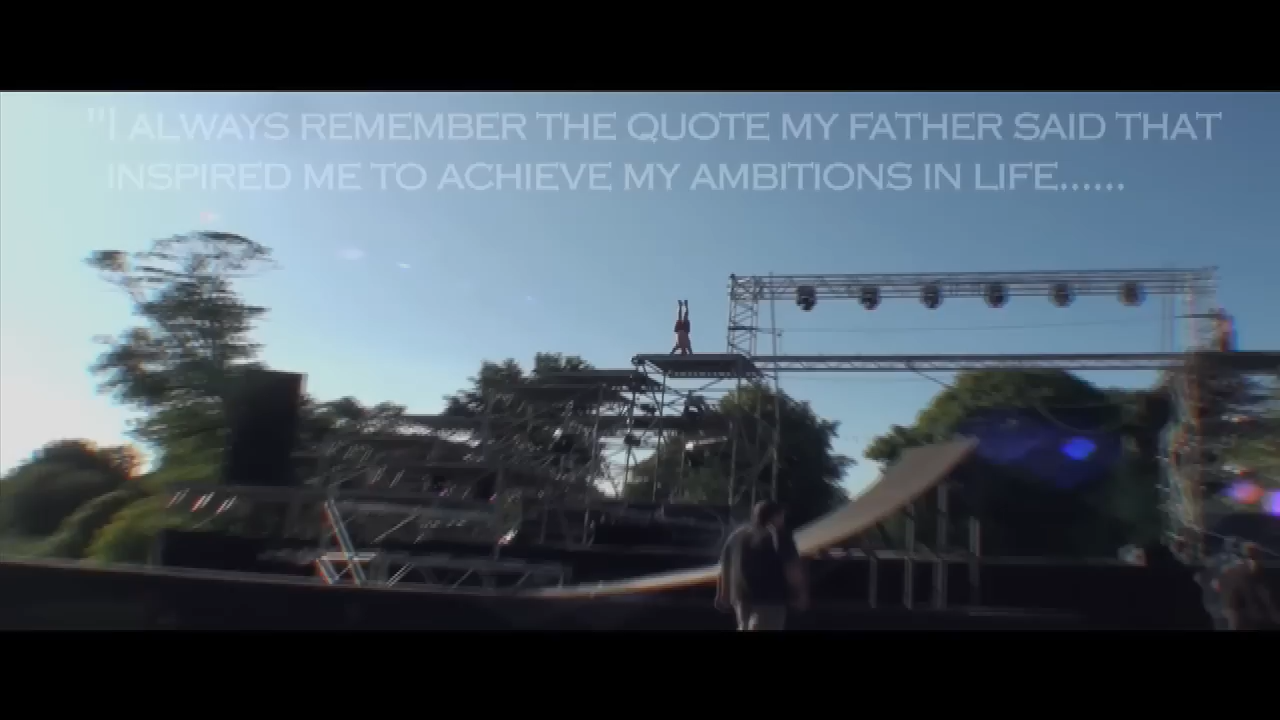 "I ALWAYS REMEMBER THE QUOTE MY FATHER SAID THAT
INSPIRED ME TO ACHIEVE MY AMBITIONS IN LIFE......